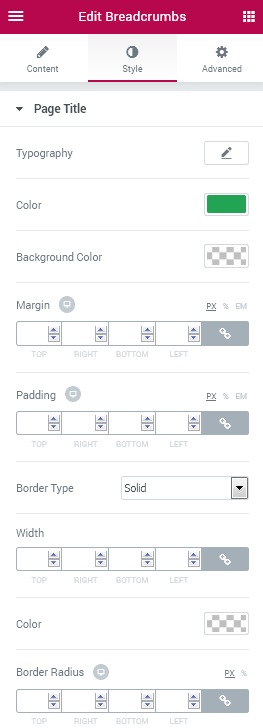 Edit Breadcrumbs
Content Style Advanced
Page Title
Typography
Color
Background Color
Margin PX % EM
TOP RIGHT BOTTOM LEFT
Padding PX % EM
TOP RIGHT BOTTOM LEFT
Border Type Solid
Width
TOP RIGHT BOTTOM LEFT
Color
Border Radius PX %
TOP RIGHT BOTTOM LEFT